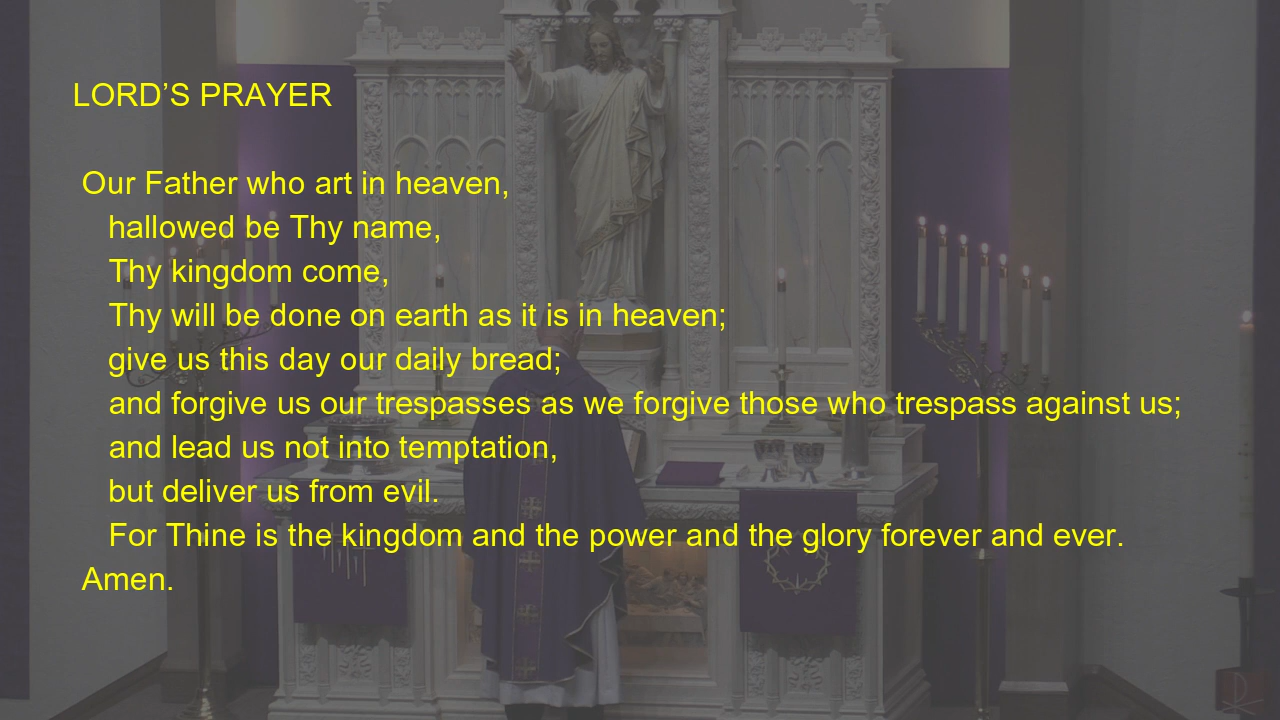 LORD’S PRAYER
Our Father who art in heaven,
hallowed be Thy name,
Thy kingdom come,
Thy will be done on earth as it is in heaven;
give us this day our daily bread;
and forgive us our trespasses as we forgive those who trespass against us;
and lead us not into temptation,
but deliver us from evil.
For Thine is the kingdom and the power and the glory forever and ever.
Amen.